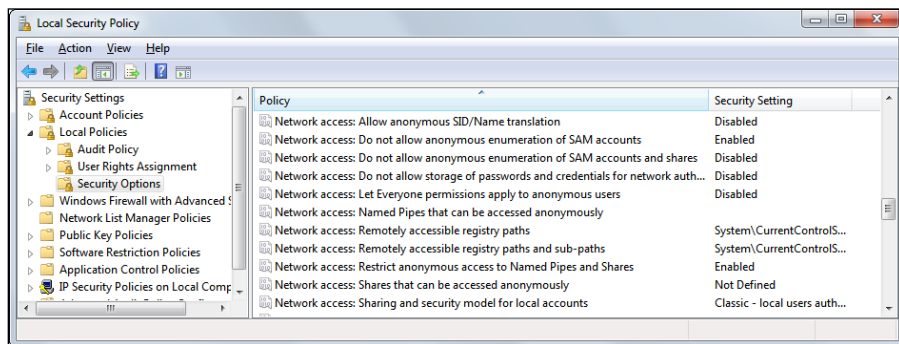 Local Security Policy
File Action View Help
Security Settings
Account Policies
Local Policies
Audit Policy
User Rights Assignment
Security Options
Windows Firewall with Advanced S
Network List Manager Policies
Public Key Policies
Software Restriction Policies
Application Control Policies
IP Security Policies on Local Comp
Policy Security Setting
Network access: Allow anonymous SID/Name translation Disabled
Network access: Do not allow anonymous enumeration of SAM accounts Enabled
Network access: Do not allow anonymous enumeration of SAM accounts and shares Disabled
Network access: Do not allow storage of passwords and credentials for network auth... Disabled
Network access: Let Everyone permissions apply to anonymous users Disabled
Network access: Named Pipes that can be accessed anonymously
Network access: Remotely accessible registry paths System\CurrentControlS...
Network access: Remotely accessible registry paths and sub-paths System\CurrentControlS...
Network access: Restrict anonymous access to Named Pipes and Shares Enabled
Network access: Shares that can be accessed anonymously Not Defined
Network access: Sharing and security model for local accounts Classic - local users auth...